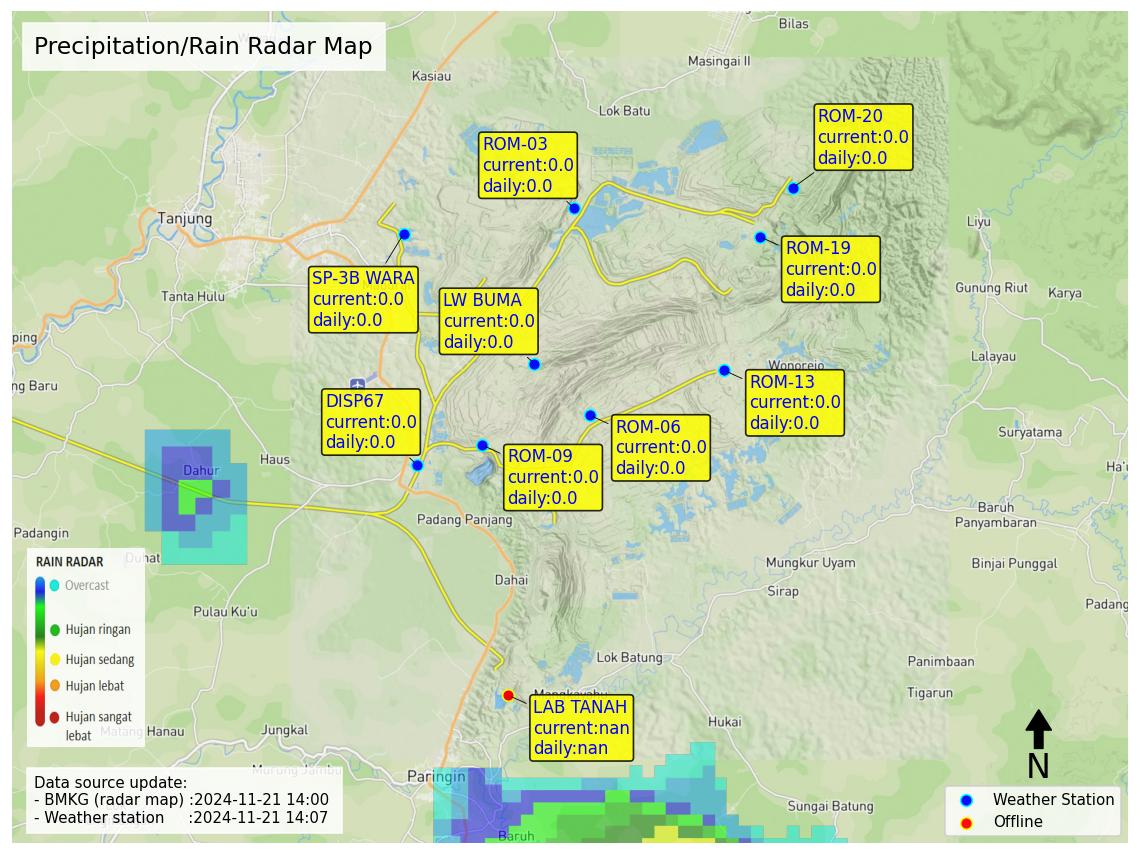 Precipitation/Rain Radar Map
Bilas
Masingai II
Kasiau
Lok Batu
ROM-20
current:0.0
daily:0.0
ROM-03
current:0.0
daily:0.0
Tanjung
Liyu
ROM-19
current:0.0
daily:0.0
SP-3B WARA
current:0.0
daily:0.0
Tanta Hulu
LW BUMA
current:0.0
daily:0.0
Gunung Riut
Karya
ping
Lalayau
Wonorejo
ng Baru
ROM-13
current:0.0
daily:0.0
DISP67
current:0.0
daily:0.0
ROM-06
current:0.0
daily:0.0
Suryatama
ROM-09
current:0.0
daily:0.0
Haus
Dahur
Ha'u
Baruh
Panyambaran
Padang Panjang
Padangin
Duhat
Mungkur Uyam
Binjai Punggal
RAIN RADAR
Overcast
Hujan ringan
Hujan sedang
Hujan lebat
Hujan sangat
lebat
Dahai
Sirap
Padang
Pulau Ku'u
Lok Batung
Panimbaan
Tigarun
Mangkayahu
LAB TANAH
current:nan
daily:nan
Hukai
Matang Hanau
Jungkal
Murung Jambu
Paringin
N
Data source update:
- BMKG (radar map) :2024-11-21 14:00
- Weather station :2024-11-21 14:07
Sungai Batung
Baruh
Weather Station
Offline